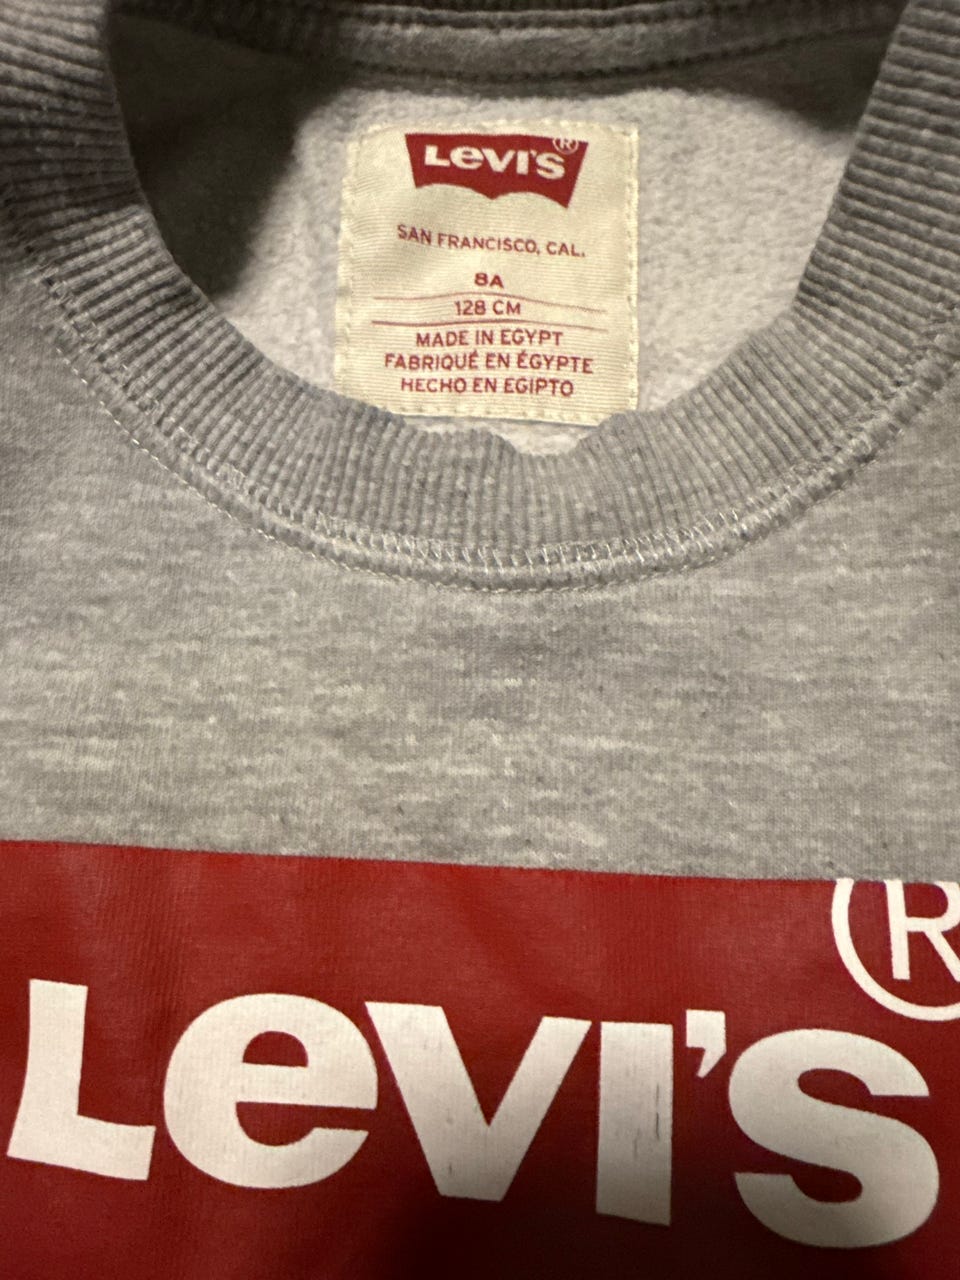 LEVI'S®
SAN FRANCISCO, CAL.
8A
128 CM
MADE IN EGYPT
FABRIQUÉ EN ÉGYPTE
HECHO EN EGIPTO
®
LEVI'S